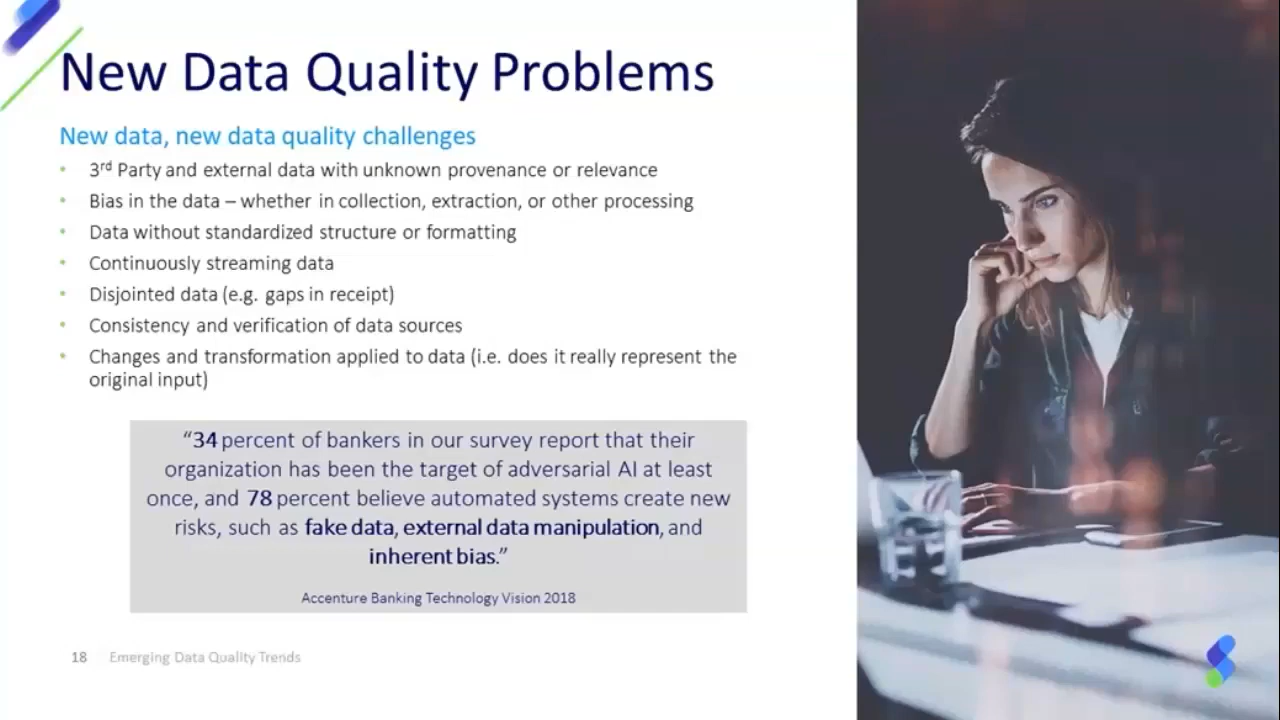 New Data Quality Problems
New data, new data quality challenges
• 3rd Party and external data with unknown provenance or relevance
• Bias in the data – whether in collection, extraction, or other processing
• Data without standardized structure or formatting
• Continuously streaming data
• Disjointed data (e.g. gaps in receipt)
• Consistency and verification of data sources
• Changes and transformation applied to data (i.e. does it really represent the
original input)
“34 percent of bankers in our survey report that their
organization has been the target of adversarial AI at least
once, and 78 percent believe automated systems create new
risks, such as fake data, external data manipulation, and
inherent bias.”
Accenture Banking Technology Vision 2018
18 Emerging Data Quality Trends